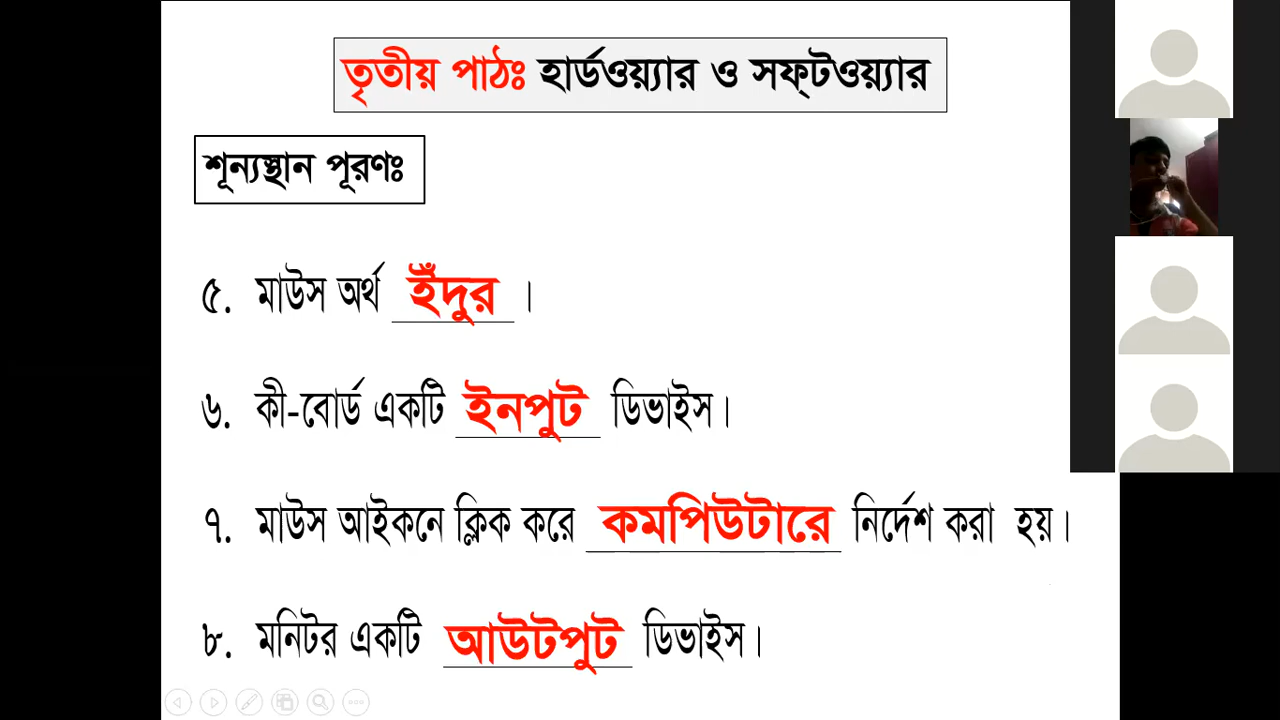 তৃতীয় পাঠঃ হার্ডওয়্যার ও সফ্টওয়্যার
শূন্যস্থান পূরণঃ
৫. মাউস অর্থ ইঁদুর ।
৬. কী-বোর্ড একটি ইনপুট ডিভাইস।
৭. মাউস আইকনে ক্লিক করে কমপিউটারে নির্দেশ করা হয়।
৮. মনিটর একটি আউটপুট ডিভাইস।